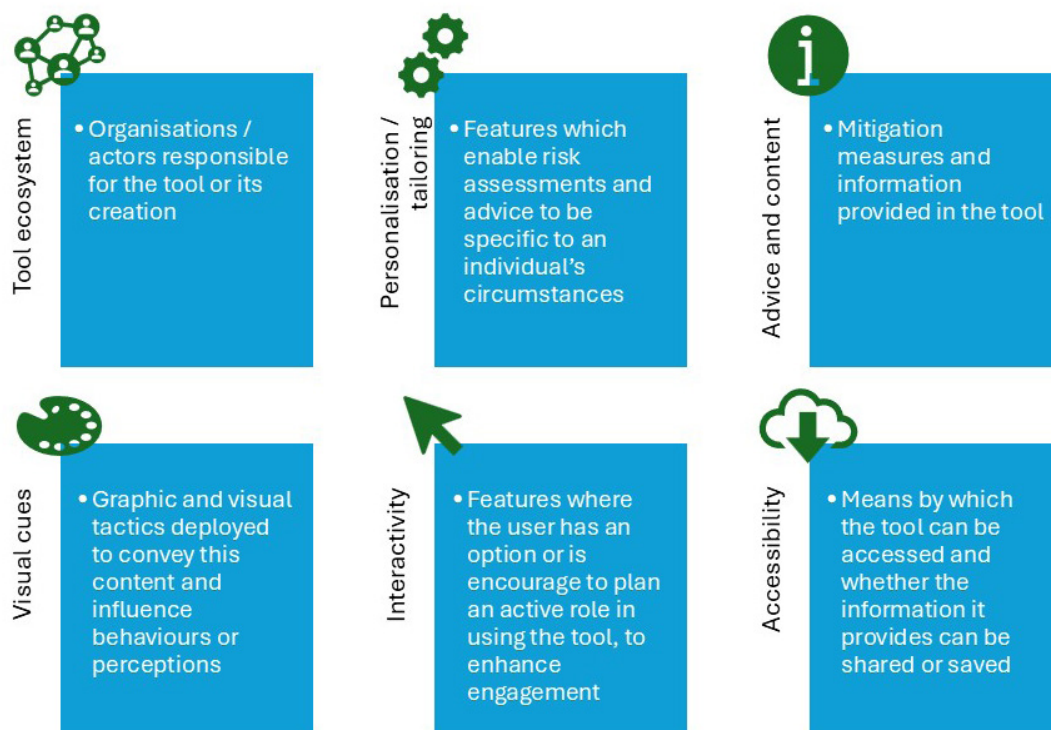 Tool ecosystem
• Organisations /
actors responsible
for the tool or its
creation
Personalisation /
tailoring
• Features which
enable risk
assessments and
advice to be
specific to an
individual’s
circumstances
Advice and content
• Mitigation
measures and
information
provided in the tool
Visual cues
• Graphic and visual
tactics deployed
to convey this
content and
influence
behaviours or
perceptions
Interactivity
• Features where
the user has an
option or is
encourage to plan
an active role in
using the tool, to
enhance
engagement
Accessibility
• Means by which
the tool can be
accessed and
whether the
information it
provides can be
shared or saved